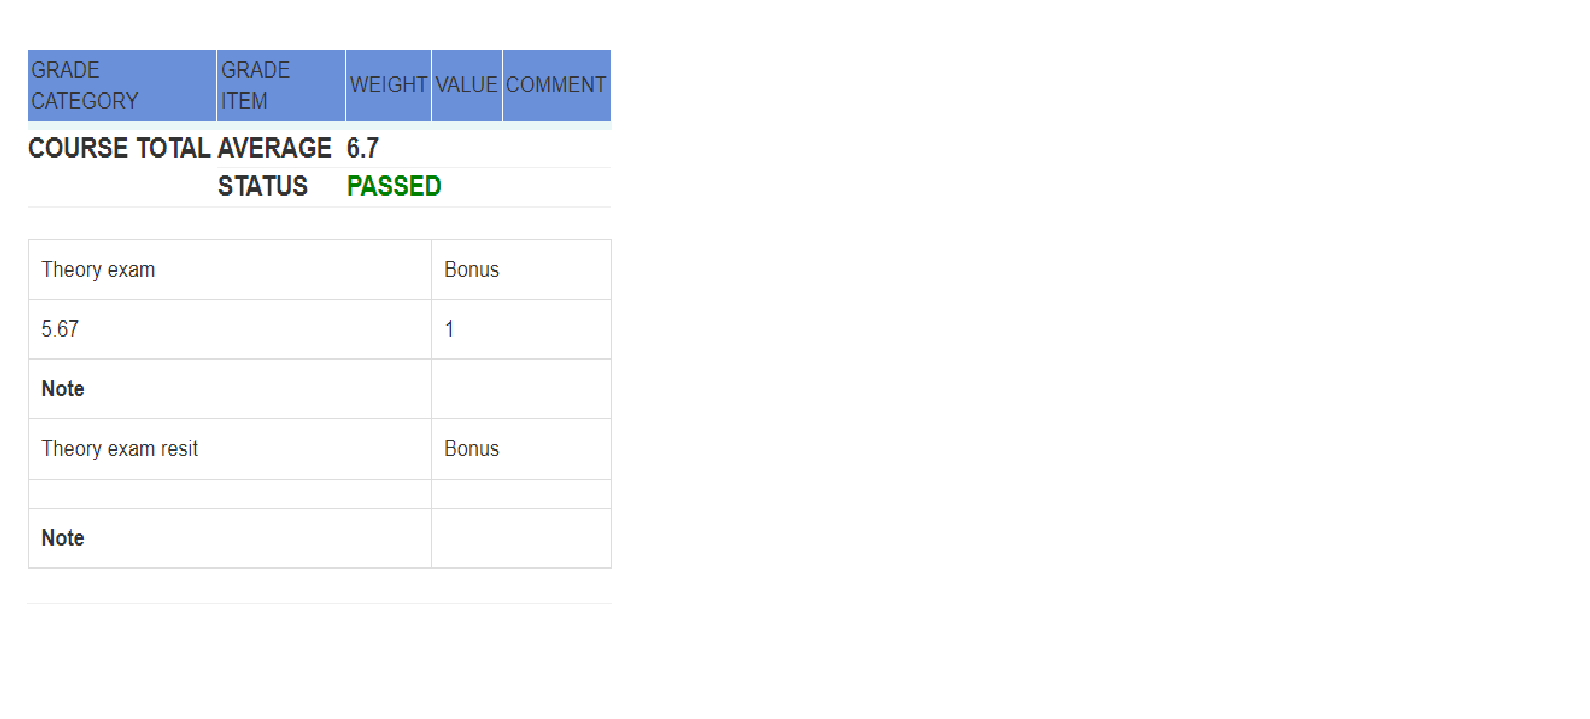 GRADE CATEGORY GRADE ITEM WEIGHT VALUE COMMENT
COURSE TOTAL AVERAGE 6.7
STATUS PASSED
Theory exam Bonus
5.67 1
Note
Theory exam resit Bonus
Note